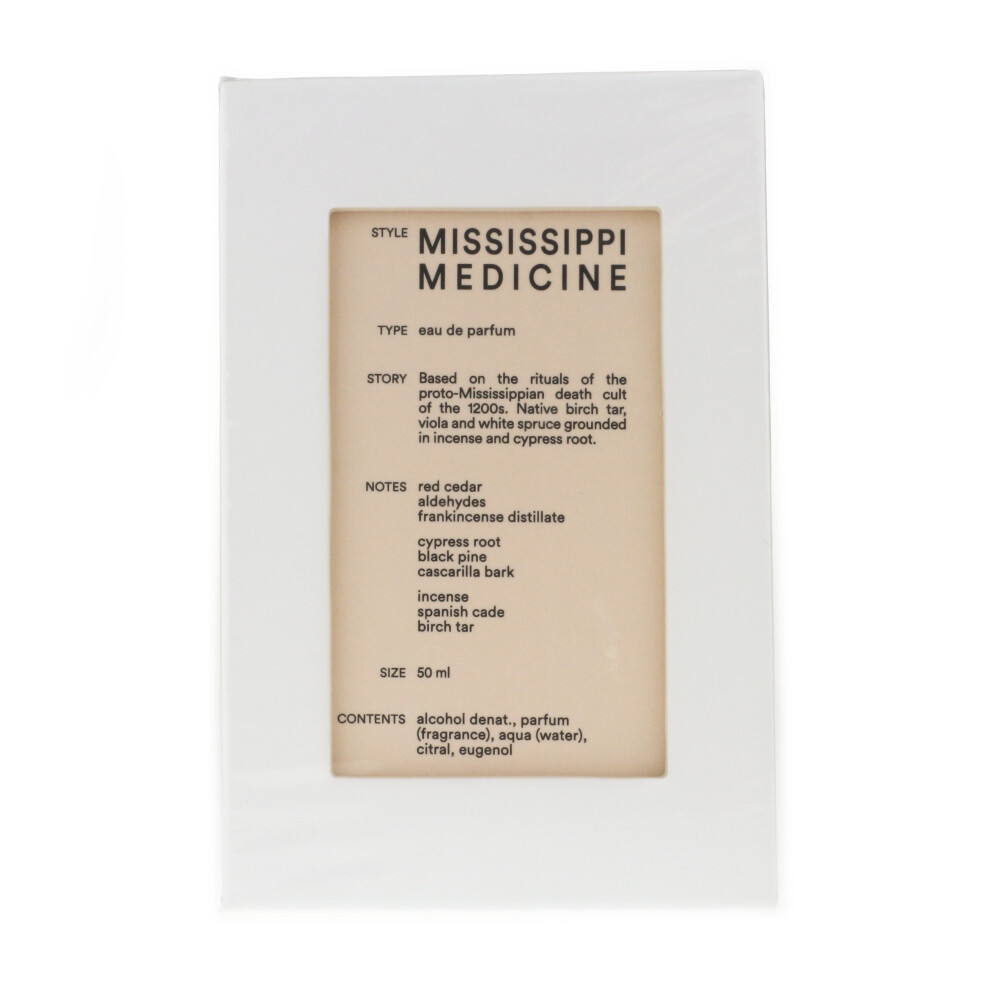 STYLE MISSISSIPPI
MEDICINE
TYPE eau de parfum
STORY Based on the rituals of the
proto-Mississippian death cult
of the 1200s. Native birch tar,
viola and white spruce grounded
in incense and cypress root.
NOTES red cedar
aldehydes
frankincense distillate
cypress root
black pine
cascarilla bark
incense
spanish cade
birch tar
SIZE 50 ml
CONTENTS alcohol denat., parfum
(fragrance), aqua (water),
citral, eugenol